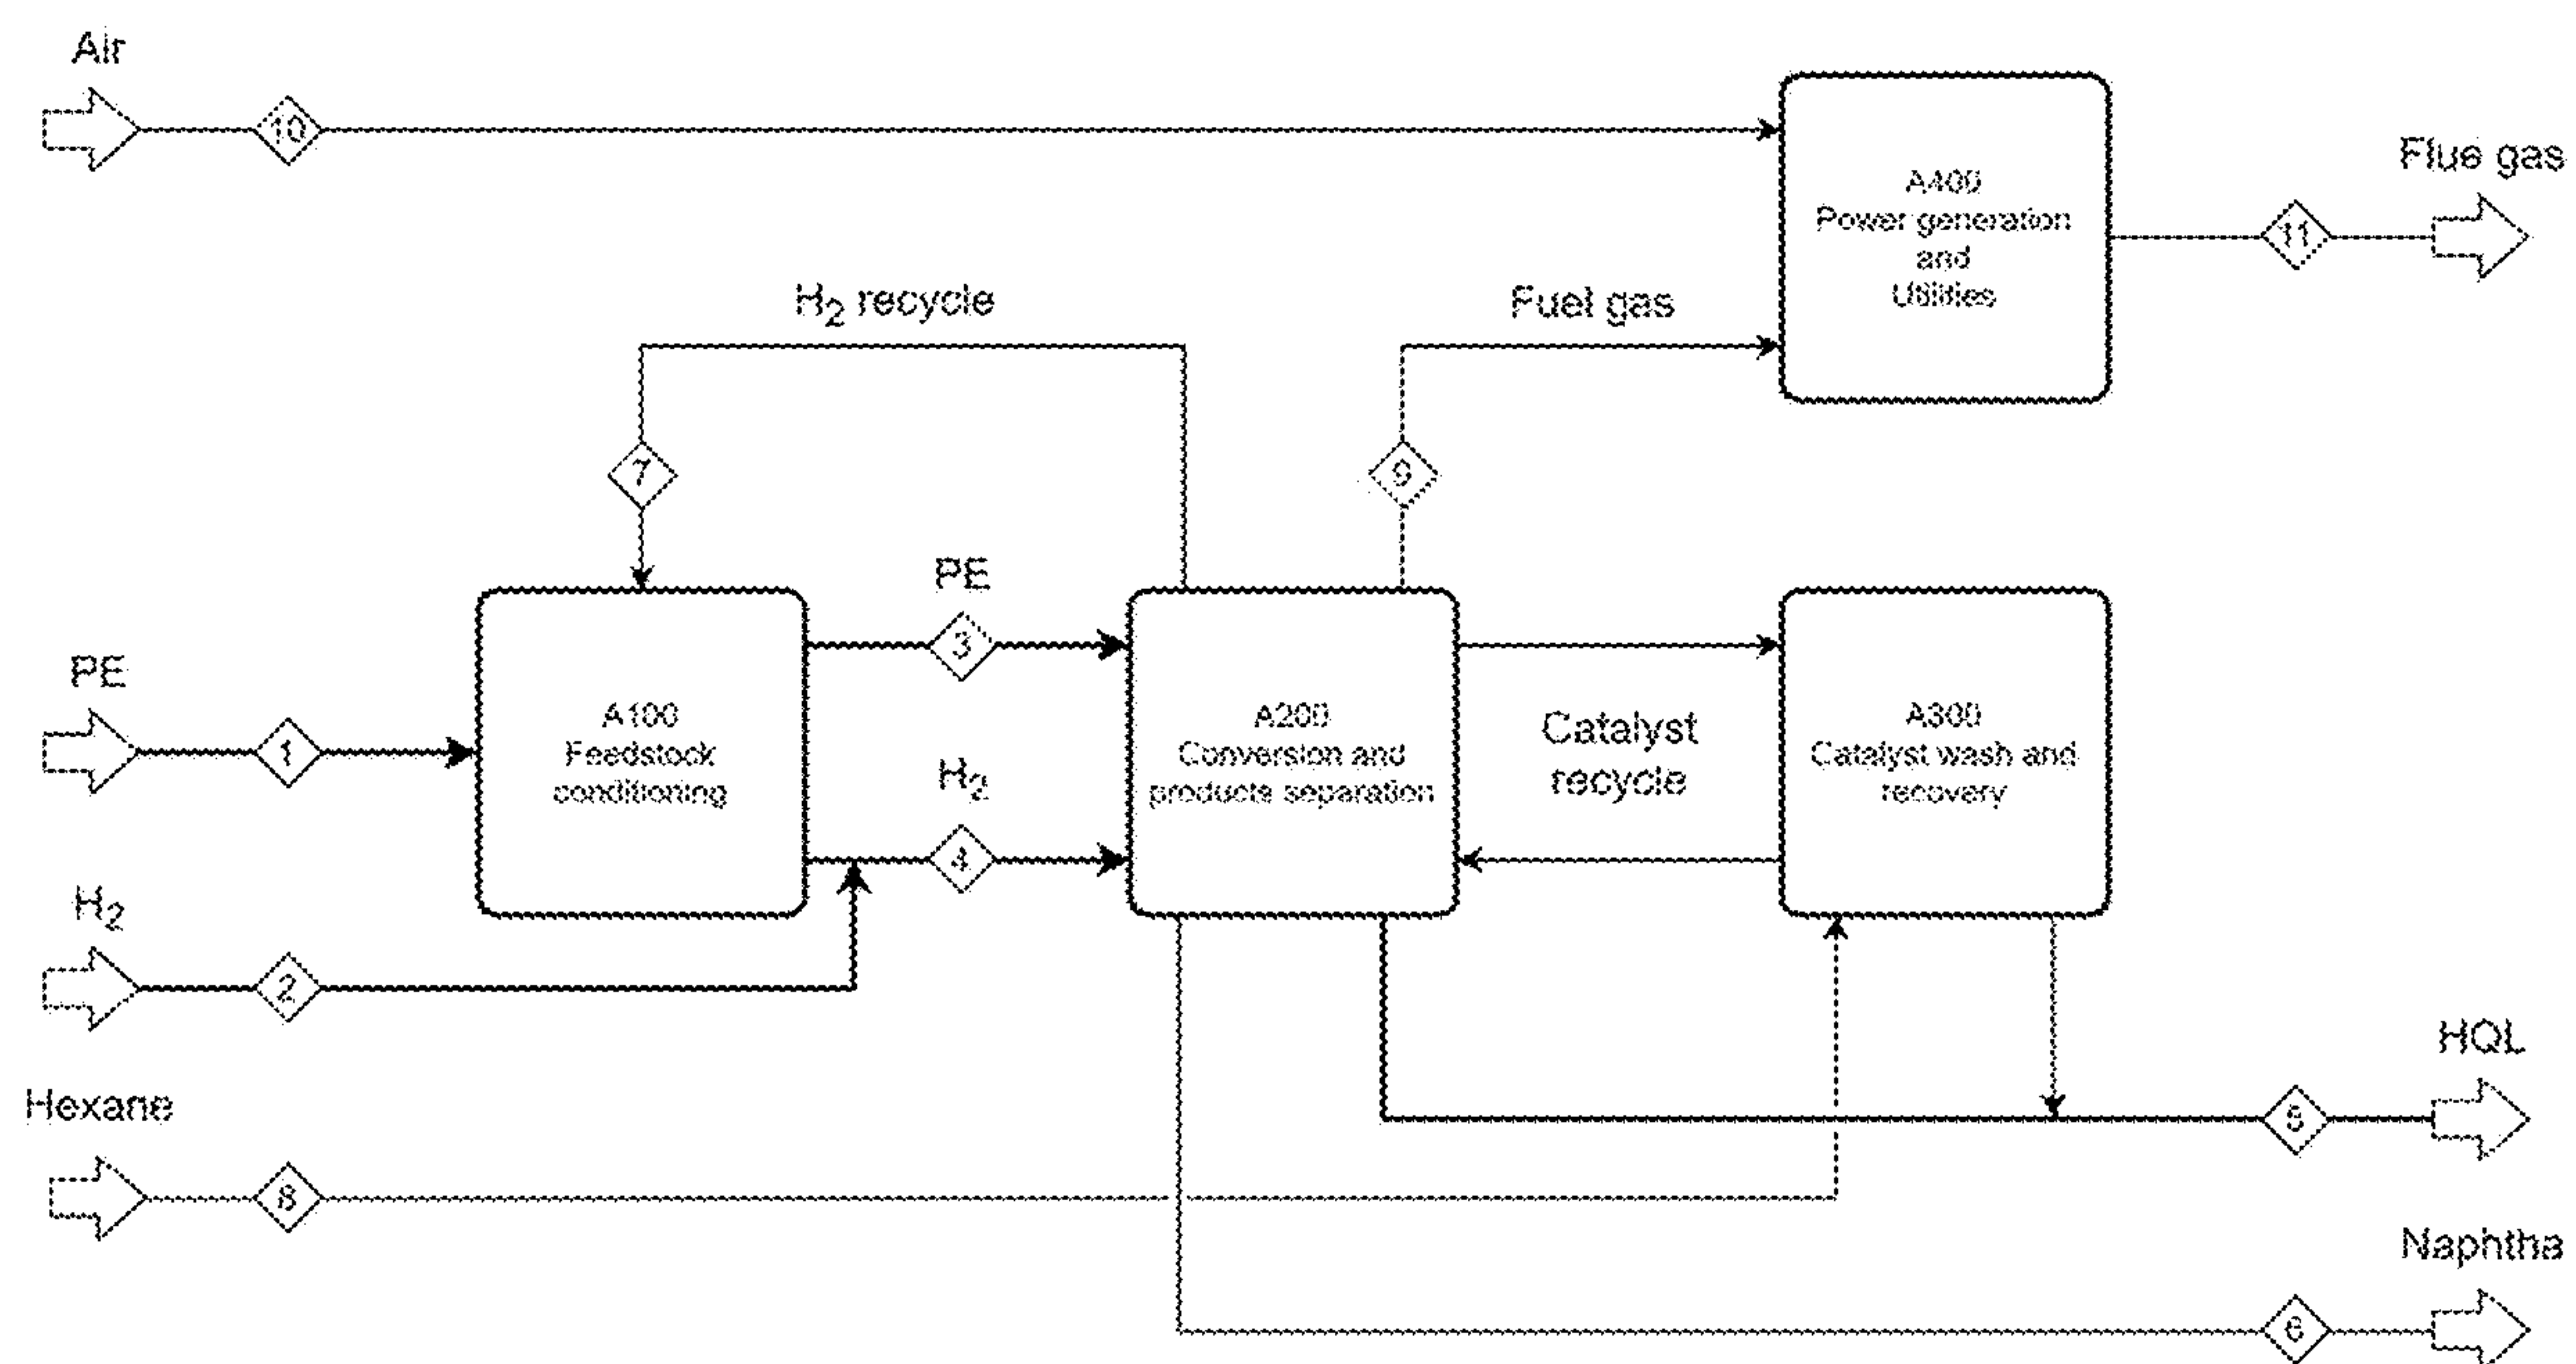 Air
10
A400
Power generation
and
Utilities
Flue gas
11
H2 recycle
Fuel gas
7
9
PE
3
PE
1
A100
Feedstock
conditioning
A200
Conversion and
products separation
Catalyst
recycle
A300
Catalyst wash and
recovery
H2
4
H2
2
HQL
5
Hexane
8
Naphtha
6